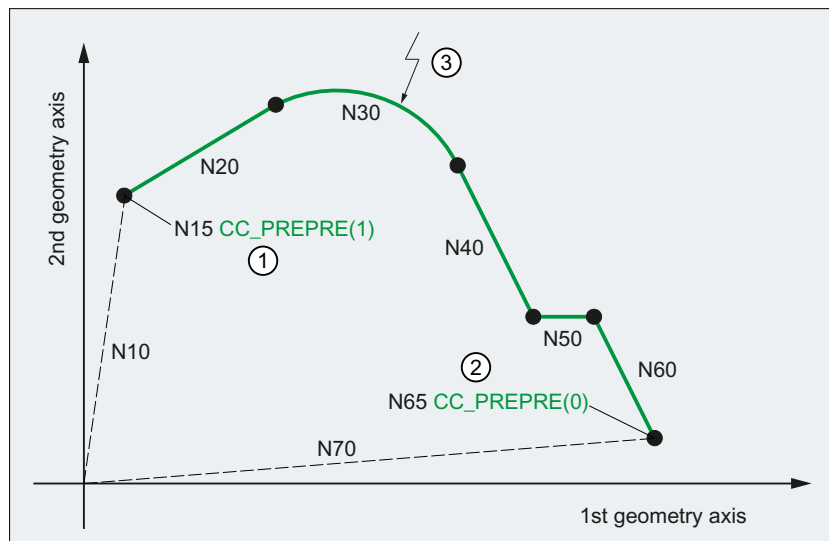 3
N30
N20
2nd geometry axis
N15 CC_PREPRE(1)
1
N40
N10
N50
2
N60
N65 CC_PREPRE(0)
N70
1st geometry axis